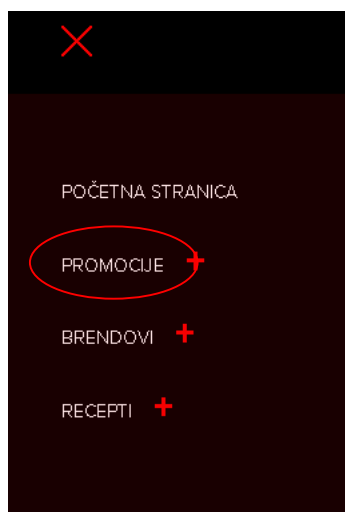 POČETNA STRANICA
PROMOCIJE +
BRENDOVI +
RECEPTI +